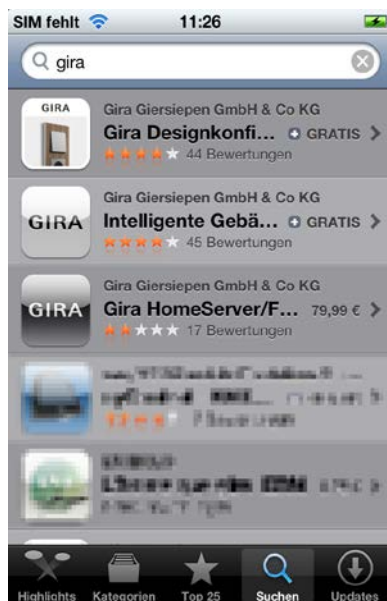 SIM fehlt 11:26
gira
GIRA
Gira Giersiepen GmbH & Co KG
Gira Designkonfi... GRATIS
44 Bewertungen
GIRA
Gira Giersiepen GmbH & Co KG
Intelligente Gebä... GRATIS
45 Bewertungen
GIRA
Gira Giersiepen GmbH & Co KG
Gira HomeServer/F... 79,99 €
17 Bewertungen
Highlights Kategorien Top 25 Suchen Updates